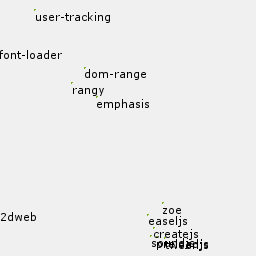 user-tracking
font-loader
dom-range
rangy
emphasis
zoe
2dweb
easeljs
createjs